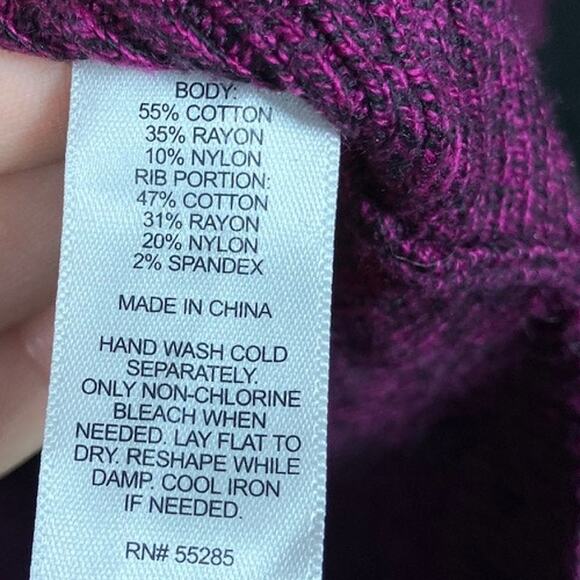 BODY:
55% COTTON
35% RAYON
10% NYLON
RIB PORTION:
47% COTTON
31% RAYON
20% NYLON
2% SPANDEX
MADE IN CHINA
HAND WASH COLD
SEPARATELY.
ONLY NON-CHLORINE
BLEACH WHEN
NEEDED. LAY FLAT TO
DRY. RESHAPE WHILE
DAMP. COOL IRON
IF NEEDED.
RN# 55285